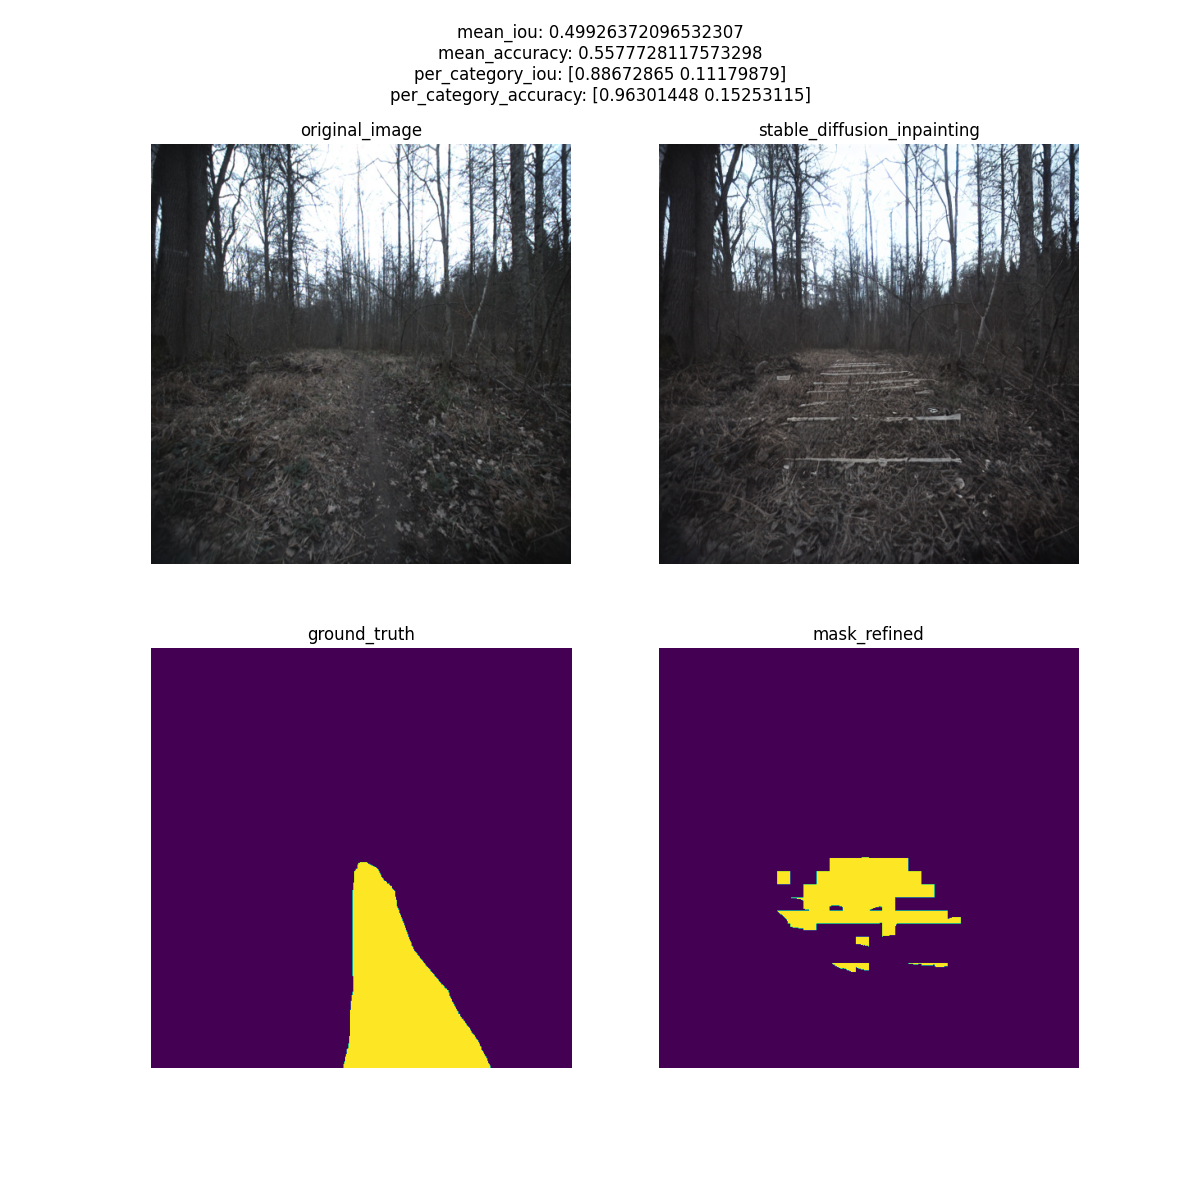 mean_iou: 0.49926372096532307
mean_accuracy: 0.5577728117573298
per_category_iou: [0.88672865 0.11179879]
per_category_accuracy: [0.96301448 0.15253115]
original_image
stable_diffusion_inpainting
ground_truth
mask_refined